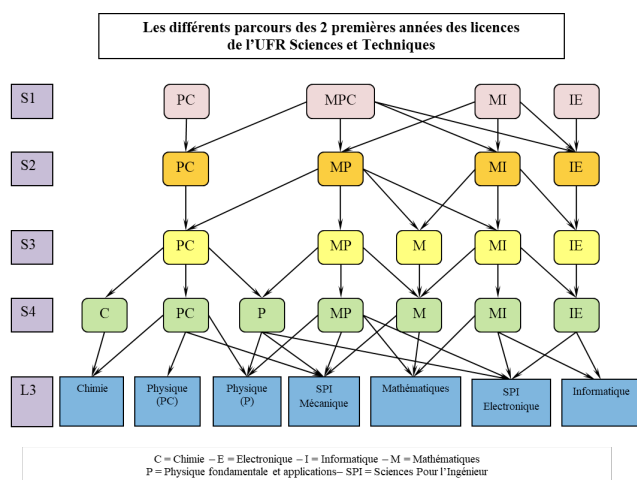 Les différents parcours des 2 premières années des licences
de l'UFR Sciences et Techniques
S1
PC
MPC
MI
IE
S2
PC
MP
MI
IE
S3
PC
MP
M
MI
IE
S4
C
PC
P
MP
M
MI
IE
L3
Chimie
Physique
(PC)
Physique
(P)
SPI
Mécanique
Mathématiques
SPI
Electronique
Informatique
C = Chimie – E = Electronique – I = Informatique – M = Mathématiques
P = Physique fondamentale et applications– SPI = Sciences Pour l'Ingénieur